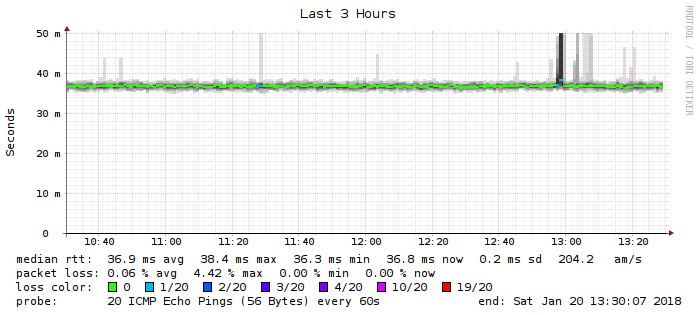 Last 3 Hours
RRDTOOL / TOBI OETIKER
Seconds
50 m
40 m
30 m
20 m
10 m
0
10:40 11:00 11:20 11:40 12:00 12:20 12:40 13:00 13:20
median rtt: 36.9 ms avg 38.4 ms max 36.3 ms min 36.8 ms now 0.2 ms sd 204.2 am/s
packet loss: 0.06 % avg 4.42 % max 0.00 % min 0.00 % now
loss color: 0 1/20 2/20 3/20 4/20 10/20 19/20
probe: 20 ICMP Echo Pings (56 Bytes) every 60s end: Sat Jan 20 13:30:07 2018